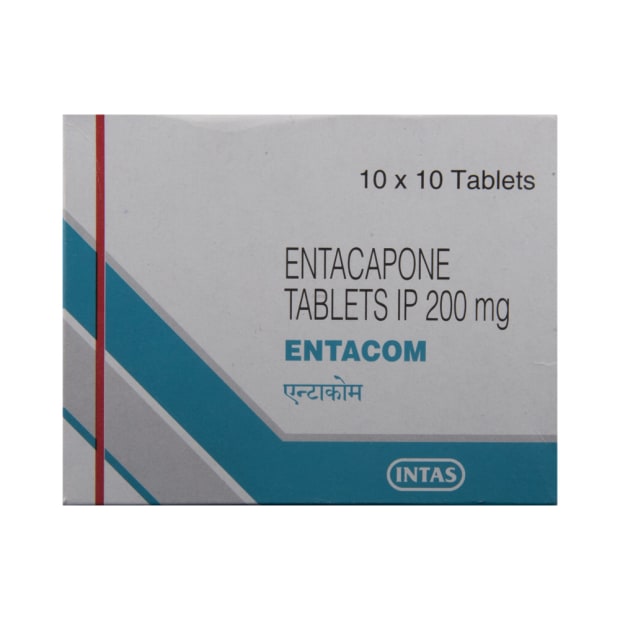 10 x 10 Tablets
ENTACAPONE
TABLETS IP 200 mg
ENTACOM
एन्टाकोम
INTAS